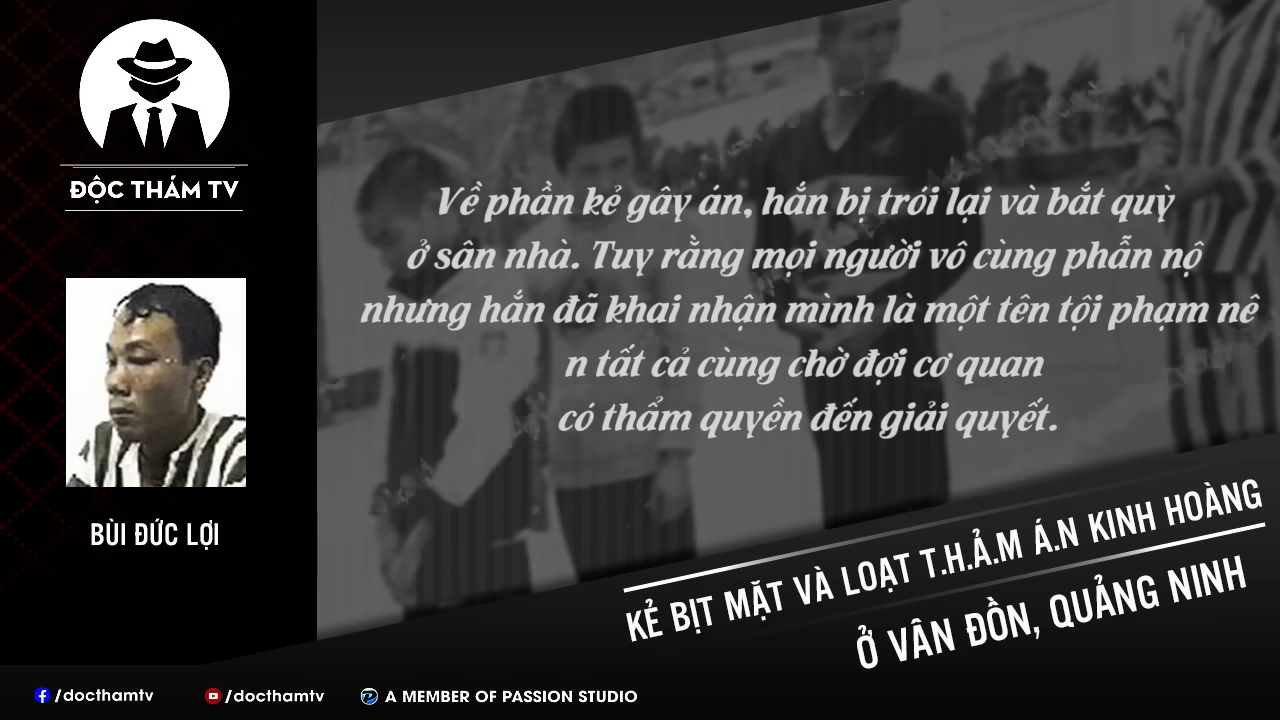 ĐỘC THÁM TV
BÙI ĐỨC LỢI
Về phần kẻ gây án, hắn bị trói lại và bắt quỳ
ở sân nhà. Tuy rằng mọi người vô cùng phẫn nộ
nhưng hắn đã khai nhận mình là một tên tội phạm nê
n tất cả cùng chờ đợi cơ quan
có thẩm quyền đến giải quyết.
KẺ BỊT MẶT VÀ LOẠT T.H.Ả.M Á.N KINH HOÀNG
Ở VÂN ĐỒN, QUẢNG NINH
/docthamtv
/docthamtv
A MEMBER OF PASSION STUDIO